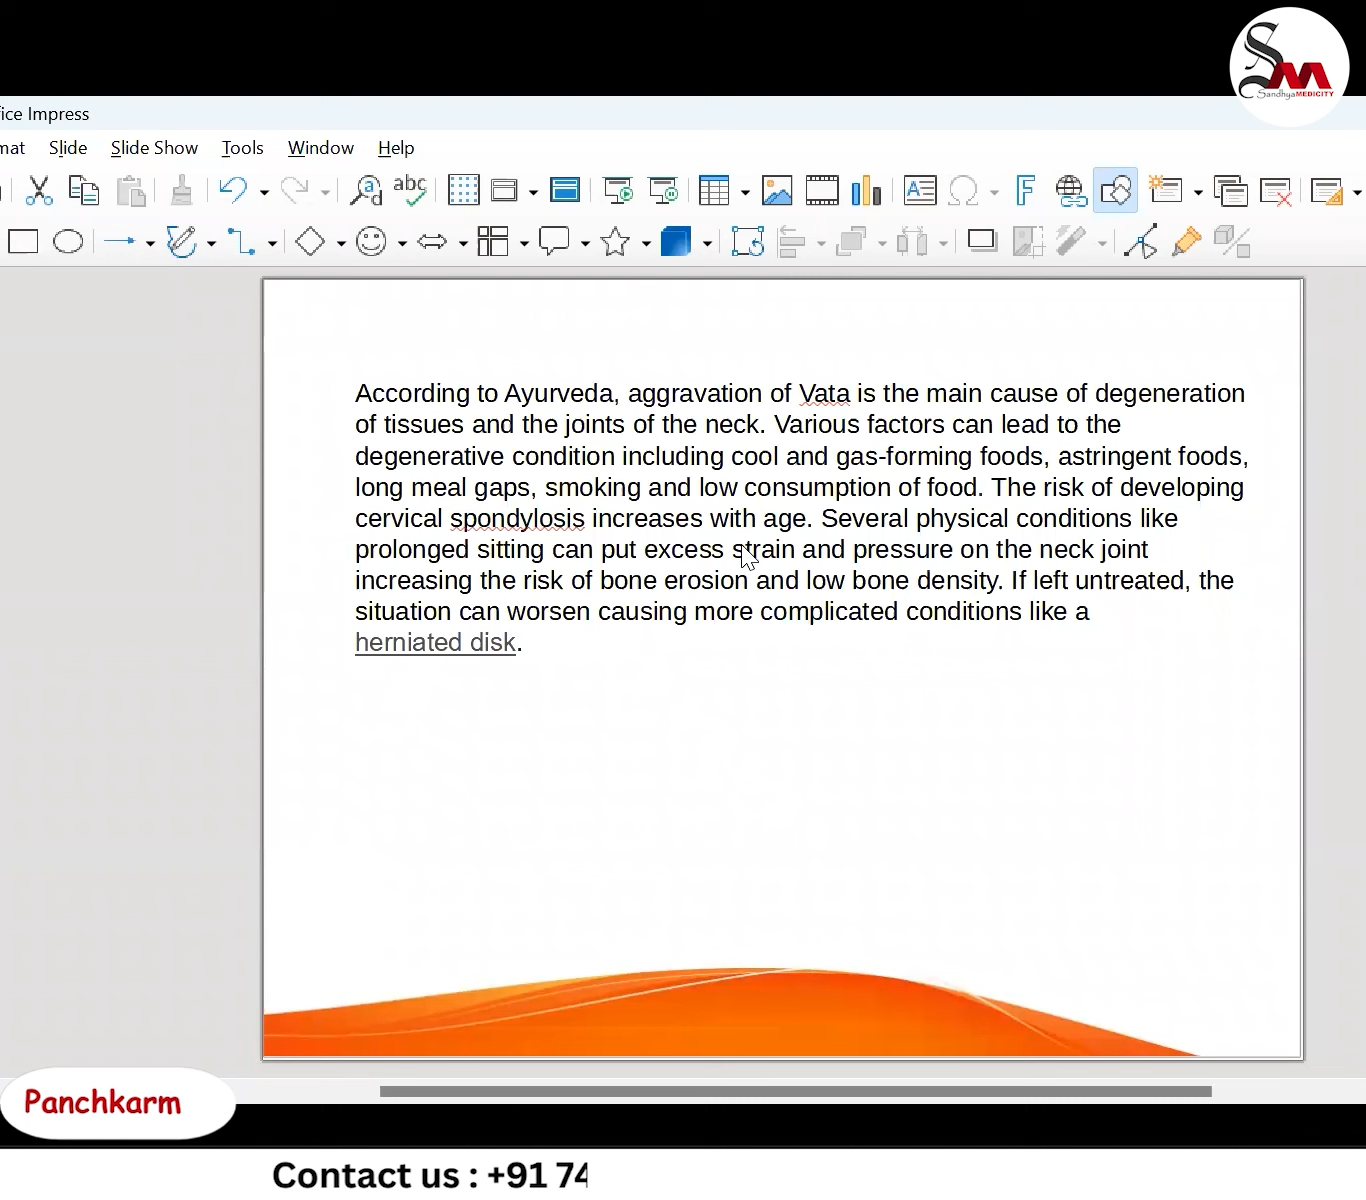 SM
Sandhya MEDICITY
ice Impress
mat Slide Slide Show Tools Window Help
According to Ayurveda, aggravation of Vata is the main cause of degeneration
of tissues and the joints of the neck. Various factors can lead to the
degenerative condition including cool and gas-forming foods, astringent foods,
long meal gaps, smoking and low consumption of food. The risk of developing
cervical spondylosis increases with age. Several physical conditions like
prolonged sitting can put excess strain and pressure on the neck joint
increasing the risk of bone erosion and low bone density. If left untreated, the
situation can worsen causing more complicated conditions like a
herniated disk.
Panchkarm
Contact us : +91 74